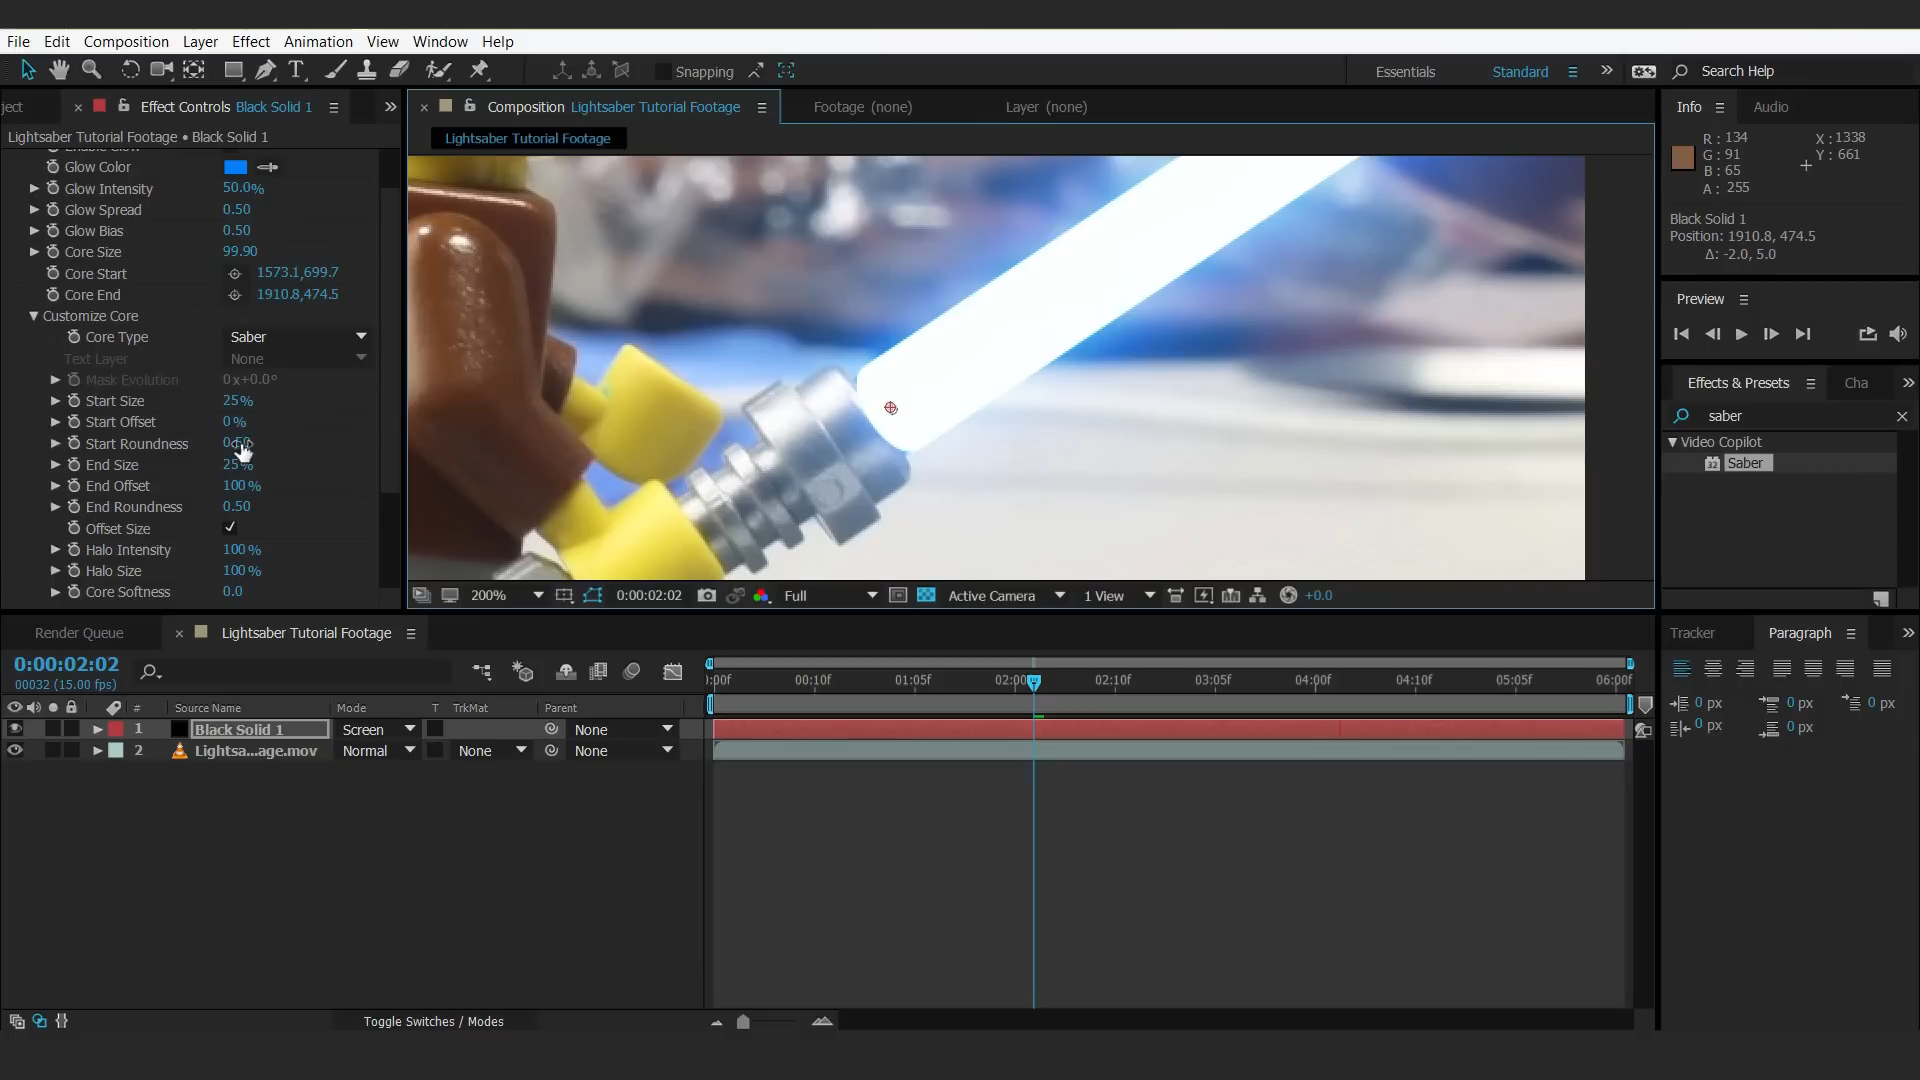 File Edit Composition Layer Effect Animation View Window Help
Snapping
Essentials Standard Search Help
ject Effect Controls Black Solid 1
Lightsaber Tutorial Footage • Black Solid 1
Glow Color
Glow Intensity 50.0%
Glow Spread 0.50
Glow Bias 0.50
Core Size 99.90
Core Start 1573.1,699.7
Core End 1910.8,474.5
Customize Core
Core Type Saber
Text Layer None
Mask Evolution 0x+0.0°
Start Size 25%
Start Offset 0%
Start Roundness
End Size 25%
End Offset 100%
End Roundness 0.50
Offset Size
Halo Intensity 100%
Halo Size 100%
Core Softness 0.0
Composition Lightsaber Tutorial Footage Footage (none) Layer (none)
Lightsaber Tutorial Footage
200% 0:00:02:02 Full Active Camera 1 View +0.0
Info Audio
R : 134 X : 1338
G : 91 Y : 661
B : 65
A : 255
Black Solid 1
Position: 1910.8, 474.5
Δ: -2.0, 5.0
Preview
Effects & Presets Cha
saber
Video Copilot
32 Saber
Render Queue Lightsaber Tutorial Footage
0:00:02:02
00032 (15.00 fps)
# Source Name Mode T TrkMat Parent
1 Black Solid 1 Screen None
2 Lightsa...age.mov Normal None None
):00f 00:10f 01:05f 02:00f 02:10f 03:05f 04:00f 04:10f 05:05f 06:00f
Toggle Switches / Modes
Tracker Paragraph
0 px 0 px 0 px
0 px 0 px